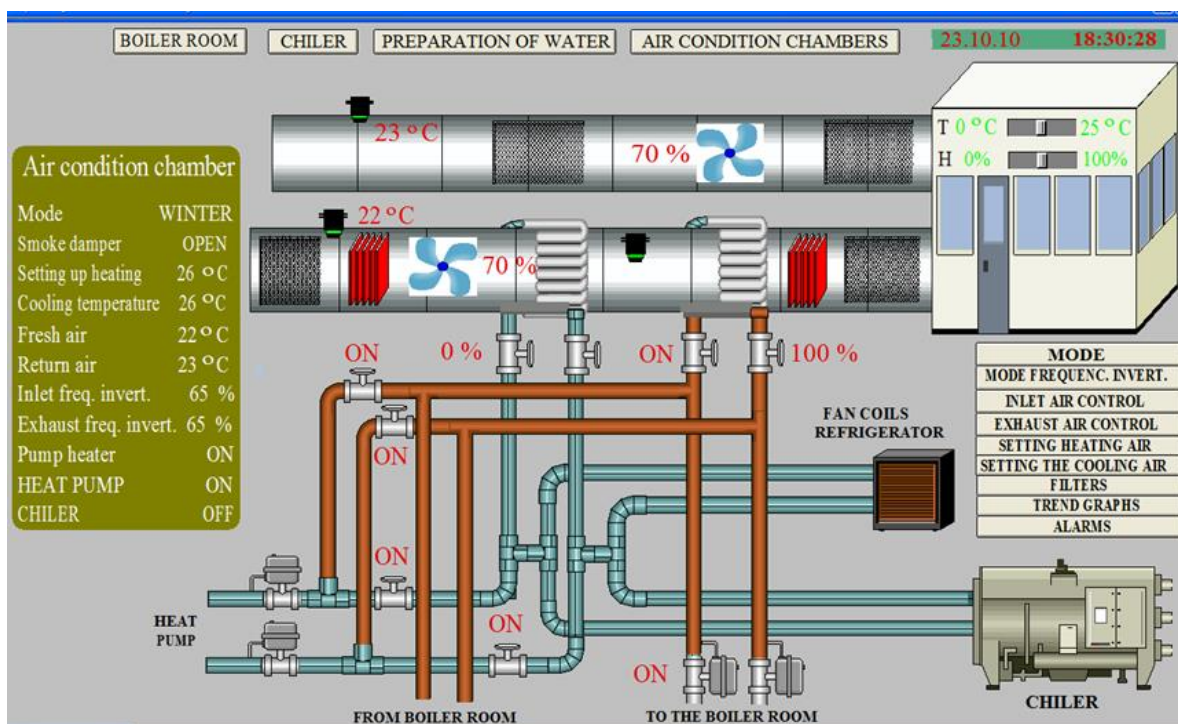 BOILER ROOM
CHILER
PREPARATION OF WATER
AIR CONDITION CHAMBERS
23.10.10 18:30:28
23 °C
70 %
T 0 °C 25 °C
H 0% 100%
Air condition chamber
Mode WINTER
Smoke damper OPEN
Setting up heating 26 °C
Cooling temperature 26 °C
Fresh air 22 °C
Return air 23 °C
Inlet freq. invert. 65 %
Exhaust freq. invert. 65 %
Pump heater ON
HEAT PUMP ON
CHILER OFF
22 °C
70 %
ON
0 %
ON
100 %
ON
MODE
MODE FREQUENC. INVERT.
INLET AIR CONTROL
EXHAUST AIR CONTROL
SETTING HEATING AIR
SETTING THE COOLING AIR
FILTERS
TREND GRAPHS
ALARMS
FAN COILS
REFRIGERATOR
ON
HEAT
PUMP
ON
ON
FROM BOILER ROOM
TO THE BOILER ROOM
CHILER